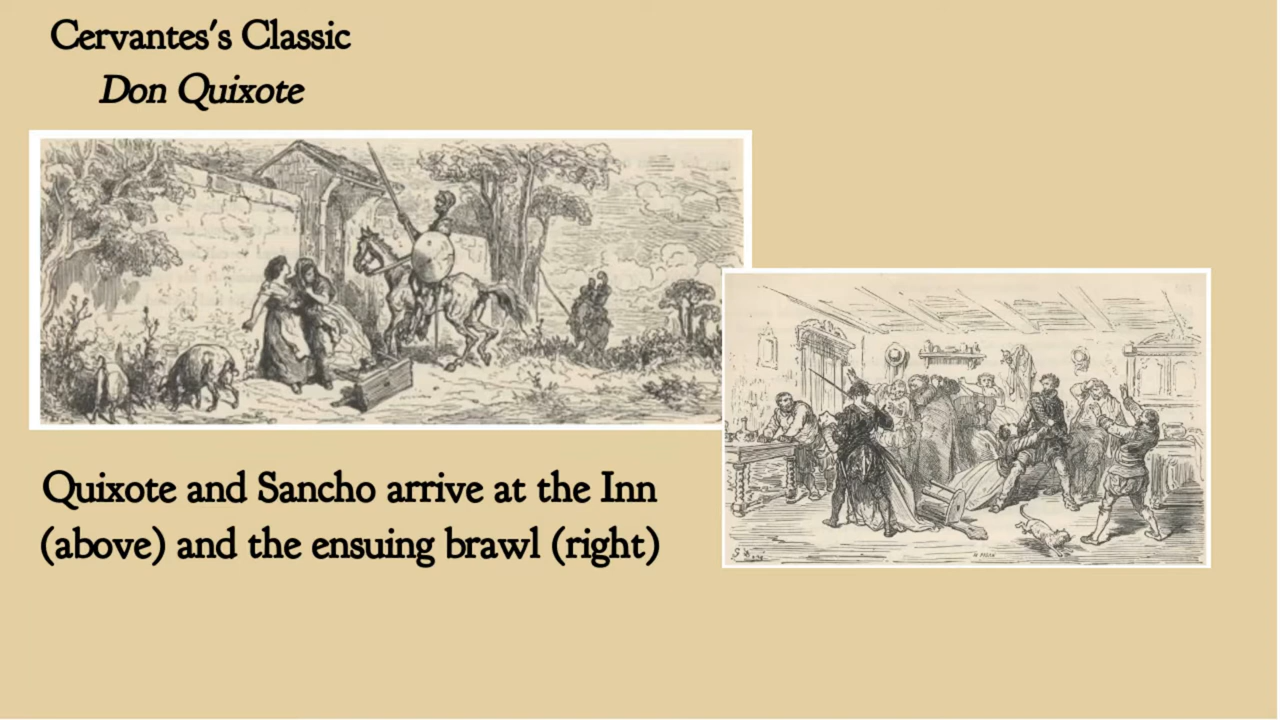 Cervantes's Classic
Don Quixote
Quixote and Sancho arrive at the Inn
(above) and the ensuing brawl (right)